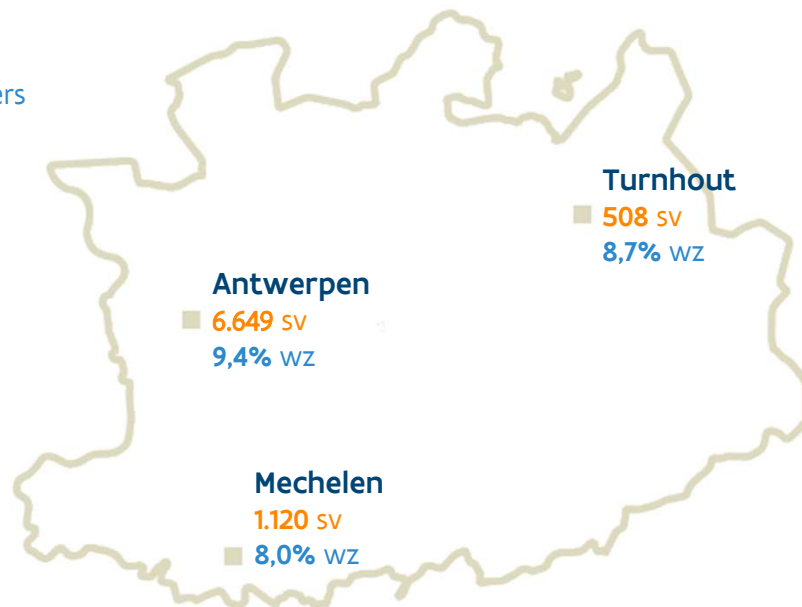 ers
Turnhout
508 sv
8,7% wz
Antwerpen
6.649 sv
9,4% wz
Mechelen
1.120 sv
8,0% wz